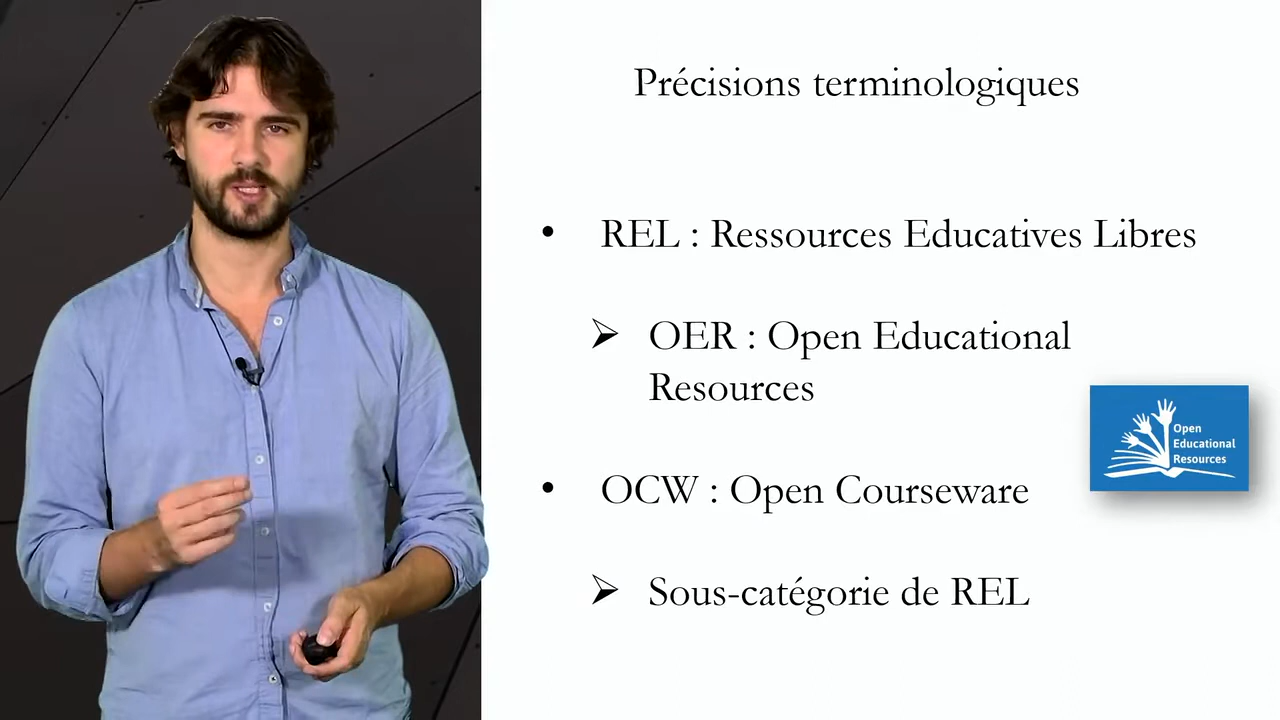 Précisions terminologiques
• REL : Ressources Educatives Libres
➢ OER : Open Educational
Resources
Open
Educational
Resources
• OCW : Open Courseware
➢ Sous-catégorie de REL